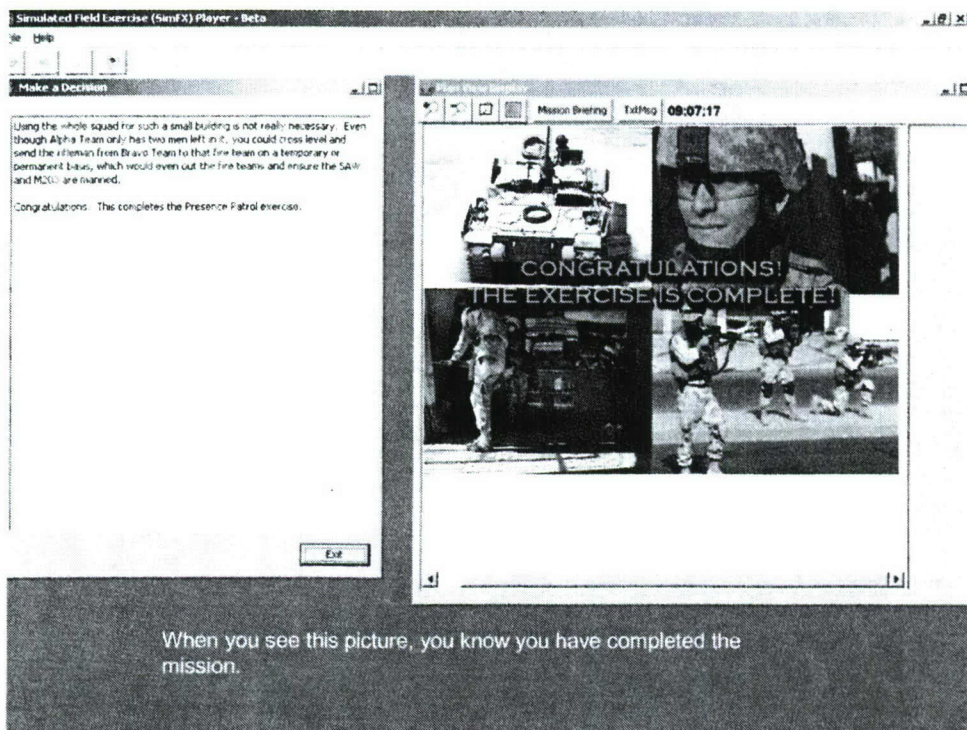 Simulated Field Exercise (SimFX) Player - Beta
Help
Make a Decision
Using the whole squad for such a small building is not really necessary. Even
though Alpha Team only has two men left in it, you could cross level and
send the rifleman from Bravo Team to that fire team on a temporary or
permanent basis, which would even out the fire teams and ensure the SAW
and M203 are manned.
Congratulations. This completes the Presence Patrol exercise.
Exit
Mission Briefing
TxtMsg
09:07:17
CONGRATULATIONS!
THE EXERCISE IS COMPLETE!
When you see this picture, you know you have completed the
mission.